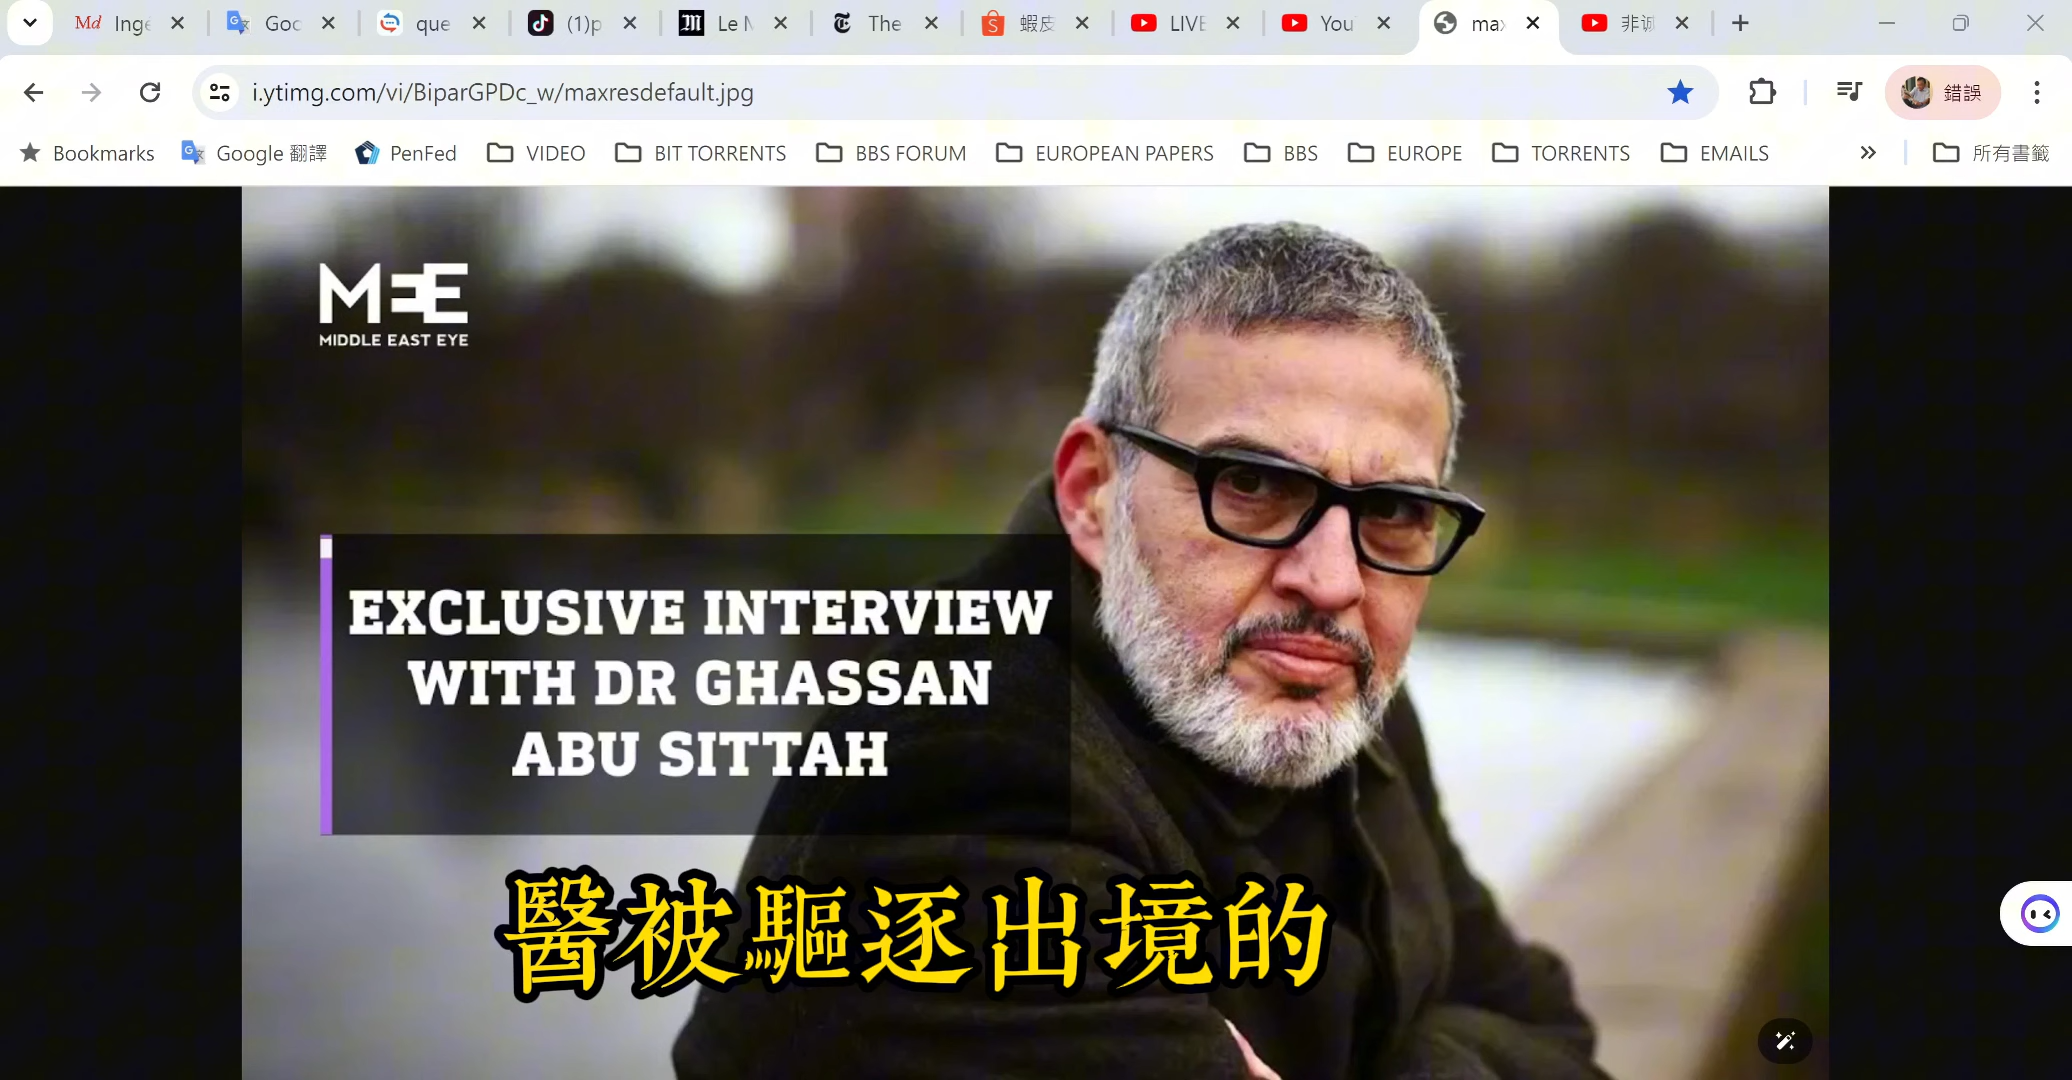 Md Inge
Goo
que
(1)p
Le M
The
蝦皮
LIVE
You
max
非诚
i.ytimg.com/vi/BiparGPDc_w/maxresdefault.jpg
錯誤
Bookmarks
Google 翻譯
PenFed
VIDEO
BIT TORRENTS
BBS FORUM
EUROPEAN PAPERS
BBS
EUROPE
TORRENTS
EMAILS
所有書籤
MEE
MIDDLE EAST EYE
EXCLUSIVE INTERVIEW
WITH DR GHASSAN
ABU SITTAH
醫被驅逐出境的